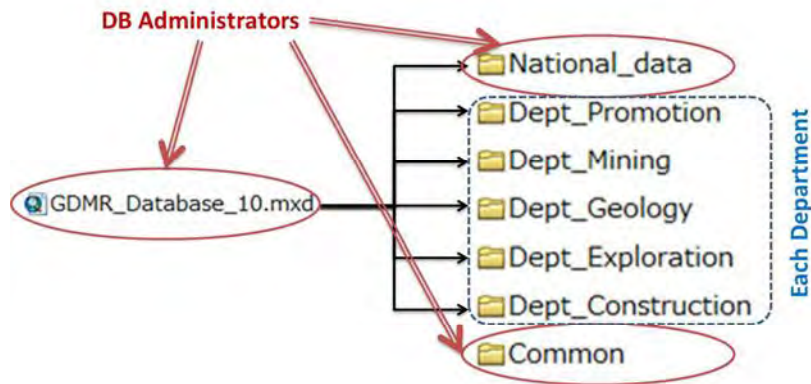 DB Administrators
National_data
Dept_Promotion
Dept_Mining
GDMR_Database_10.mxd
Dept_Geology
Dept_Exploration
Dept_Construction
Common
Each Department